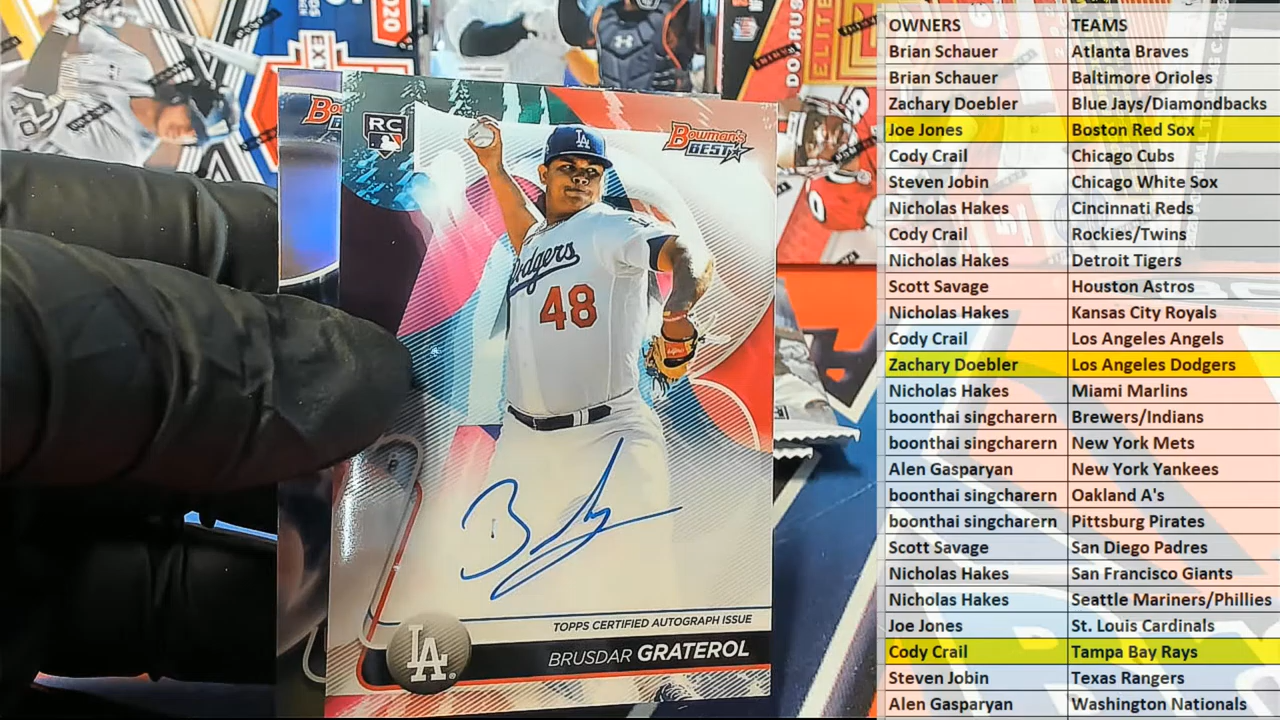 2020
EXT
DONRUSS
ELITE
RC
Bowman's
BEST
LA
Dodgers
48
TOPPS CERTIFIED AUTOGRAPH ISSUE
BRUSDAR GRATEROL
LA
OWNERS TEAMS
Brian Schauer Atlanta Braves
Brian Schauer Baltimore Orioles
Zachary Doebler Blue Jays/Diamondbacks
Joe Jones Boston Red Sox
Cody Crail Chicago Cubs
Steven Jobin Chicago White Sox
Nicholas Hakes Cincinnati Reds
Cody Crail Rockies/Twins
Nicholas Hakes Detroit Tigers
Scott Savage Houston Astros
Nicholas Hakes Kansas City Royals
Cody Crail Los Angeles Angels
Zachary Doebler Los Angeles Dodgers
Nicholas Hakes Miami Marlins
boonthai singcharern Brewers/Indians
boonthai singcharern New York Mets
Alen Gasparyan New York Yankees
boonthai singcharern Oakland A's
boonthai singcharern Pittsburg Pirates
Scott Savage San Diego Padres
Nicholas Hakes San Francisco Giants
Nicholas Hakes Seattle Mariners/Phillies
Joe Jones St. Louis Cardinals
Cody Crail Tampa Bay Rays
Steven Jobin Texas Rangers
Alen Gasparyan Washington Nationals